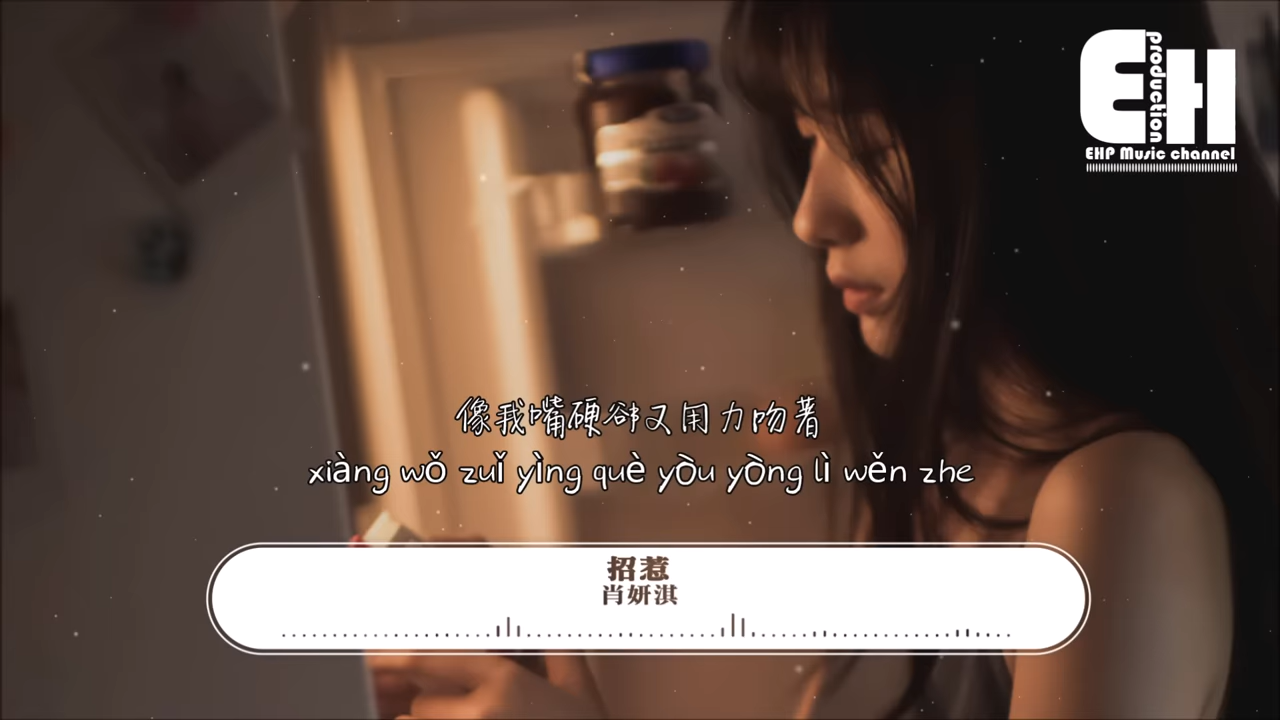 EH
production
EHP Music channel
像我嘴硬卻又用力吻著
xiàng wǒ zuǐ yìng què yòu yòng lì wěn zhe
招惹
肖妍淇